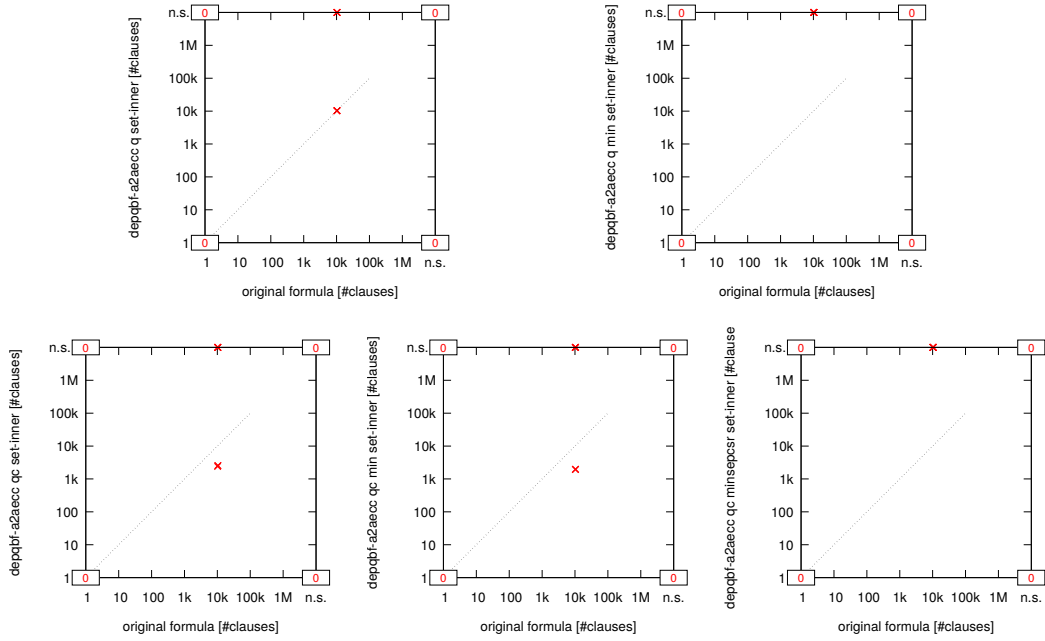 n.s. 0 0
1M
100k
10k
1k
100
10
1 0 0
1 10 100 1k 10k 100k 1M n.s.
original formula [#clauses]
depqbf-a2aecc q set-inner [#clauses]
n.s. 0 0
1M
100k
10k
1k
100
10
1 0 0
1 10 100 1k 10k 100k 1M n.s.
original formula [#clauses]
depqbf-a2aecc q min set-inner [#clauses]
n.s. 0 0
1M
100k
10k
1k
100
10
1 0 0
1 10 100 1k 10k 100k 1M n.s.
original formula [#clauses]
depqbf-a2aecc qc set-inner [#clauses]
n.s. 0 0
1M
100k
10k
1k
100
10
1 0 0
1 10 100 1k 10k 100k 1M n.s.
original formula [#clauses]
depqbf-a2aecc qc min set-inner [#clauses]
n.s. 0 0
1M
100k
10k
1k
100
10
1 0 0
1 10 100 1k 10k 100k 1M n.s.
original formula [#clauses]
depqbf-a2aecc qc minsepcsr set-inner [#clause